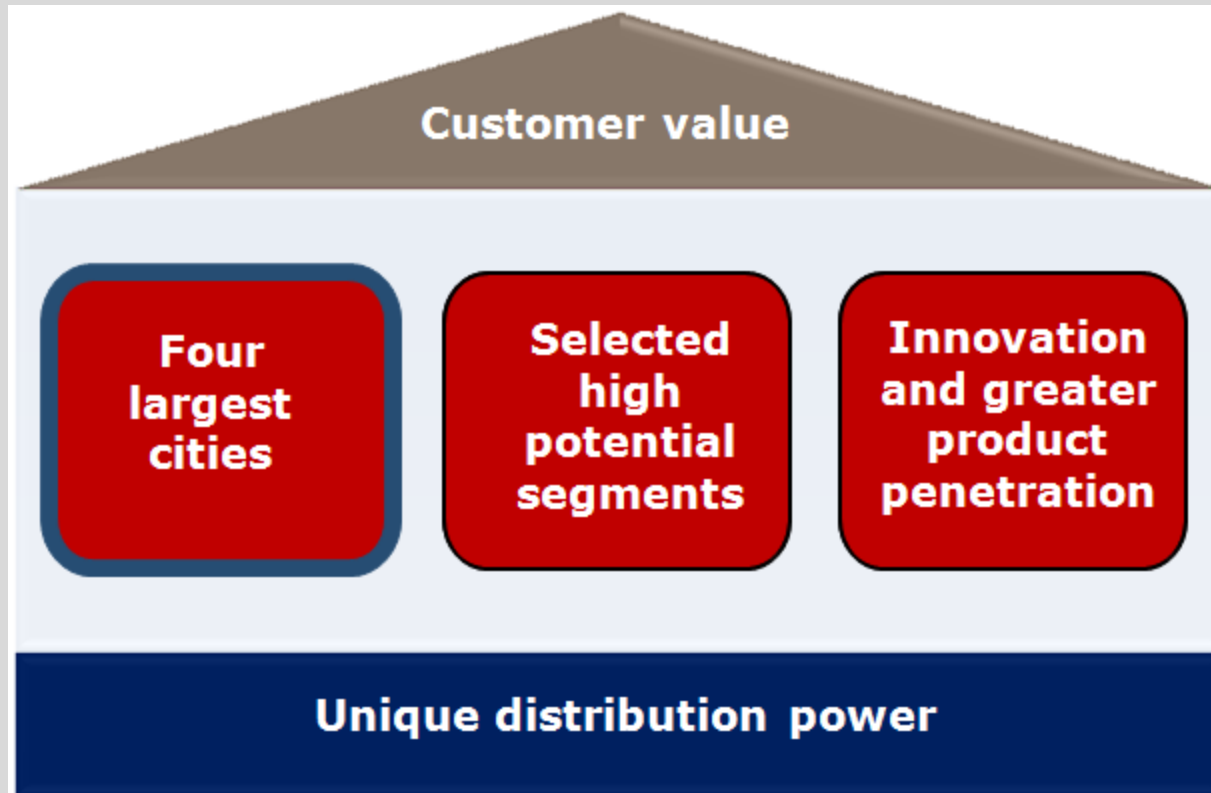 Customer value
Four
largest
cities
Selected
high
potential
segments
Innovation
and greater
product
penetration
Unique distribution power